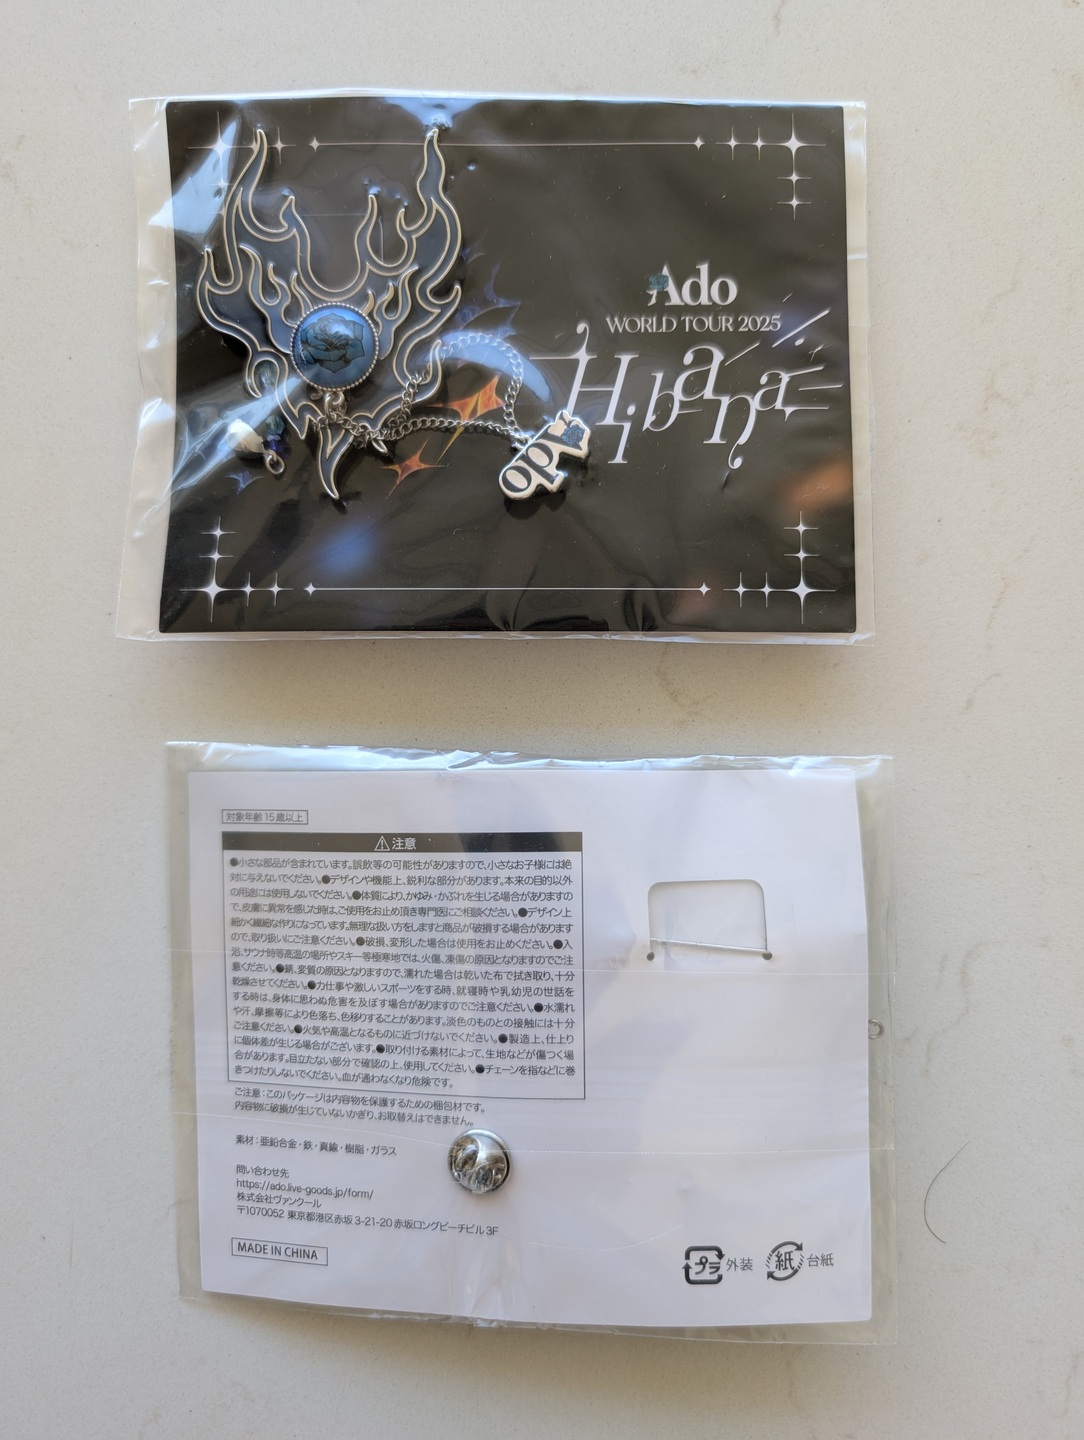 Ado
WORLD TOUR 2025
Hibana
Ado
対象年齢15歳以上
⚠注意
●小さな部品が含まれています。誤飲等の可能性がありますので、小さなお子様には絶
対に与えないでください。●デザインや機能上、鋭利な部分があります。本来の目的以外
の用途には使用しないでください。●体質により、かゆみ・かぶれを生じる場合がありますの
で、皮膚に異常を感じた時は、ご使用をお止め頂き専門医にご相談ください。●デザイン上
細かく繊細な作りになっています。無理な扱い方をしますと商品が破損する場合があります
ので、取り扱いにご注意ください。●破損、変形した場合は使用をお止めください。●入
浴、サウナ時等高温の場所やスキー等極寒地では、火傷、凍傷の原因となりますのでご注
意ください。●錆、変質の原因となりますので、濡れた場合は乾いた布で拭き取り、十分
乾燥させてください。●力仕事や激しいスポーツをする時、就寝時や乳幼児の世話を
する時は、身体に思わぬ危害を及ぼす場合がありますのでご注意ください。●水濡れ
や汗、摩擦等により色落ち、色移りすることがあります。淡色のものとの接触には十分
ご注意ください。●火気や高温となるものに近づけないでください。●製造上、仕上り
に個体差が生じる場合がございます。●取り付ける素材によって、生地などが傷つく場
合があります。目立たない部分で確認の上、使用してください。●チェーンを指などに巻
きつけたりしないでください。血が通わなくなり危険です。
ご注意：このパッケージは内容物を保護するための梱包材です。
内容物に破損が生じていないかぎり、お取替えはできません。
素材：亜鉛合金・鉄・真鍮・樹脂・ガラス
問い合わせ先
https://ado.live-goods.jp/form/
株式会社ヴァンクール
〒1070052 東京都港区赤坂3-21-20 赤坂ロングビーチビル3F
MADE IN CHINA
プラ 外装 紙 台紙